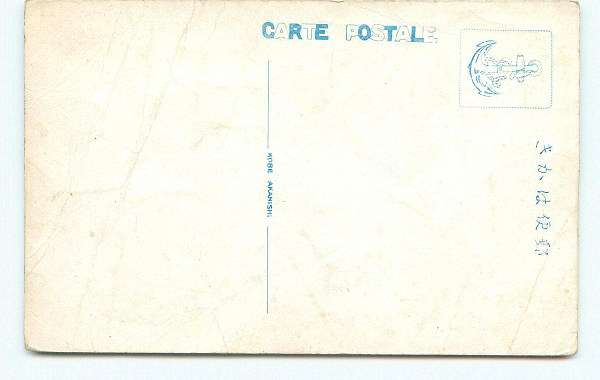 CARTE POSTALE
KOBE AKANISHI
きかは便郵